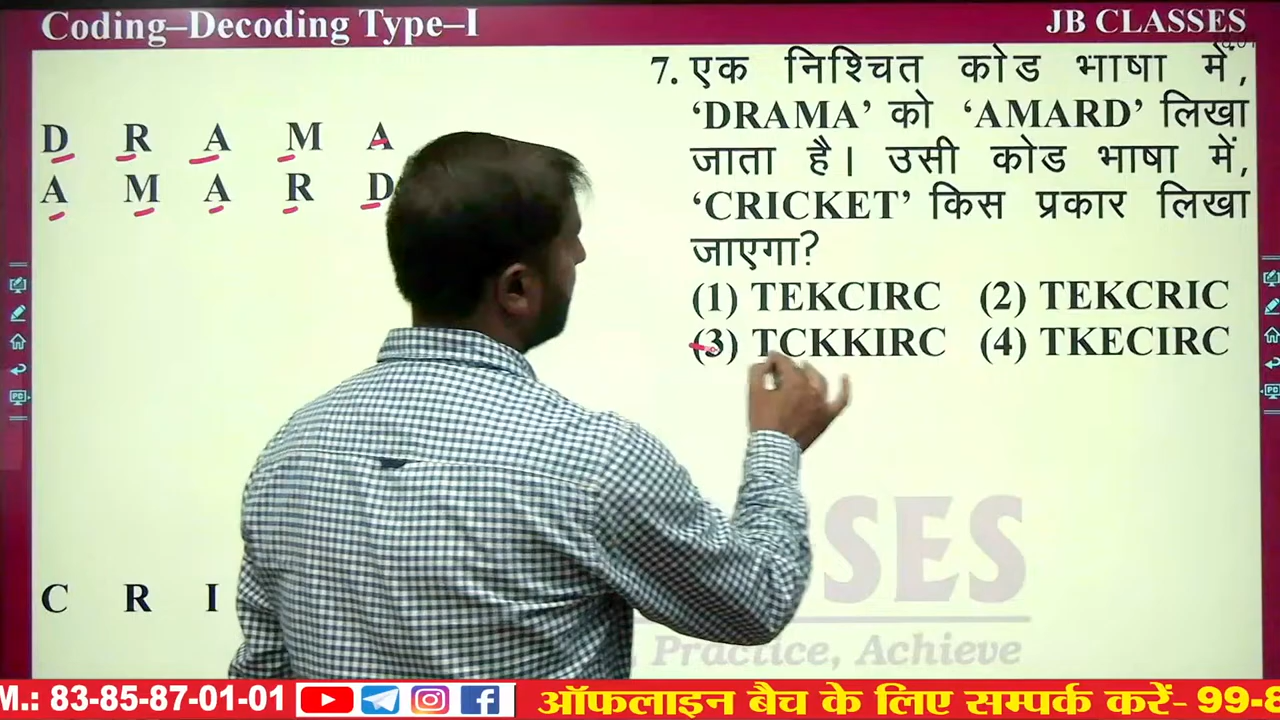 Coding–Decoding Type–I
JB CLASSES
D R A M A
A M A R D
7. एक निश्चित कोड भाषा में,
‘DRAMA’ को ‘AMARD’ लिखा
जाता है। उसी कोड भाषा में,
‘CRICKET’ किस प्रकार लिखा
जाएगा?
(1) TEKCIRC (2) TEKCRIC
(3) TCKKIRC (4) TKECIRC
SES
Practice, Achieve
C R I
M.: 83-85-87-01-01
ऑफलाइन बैच के लिए सम्पर्क करें- 99-8